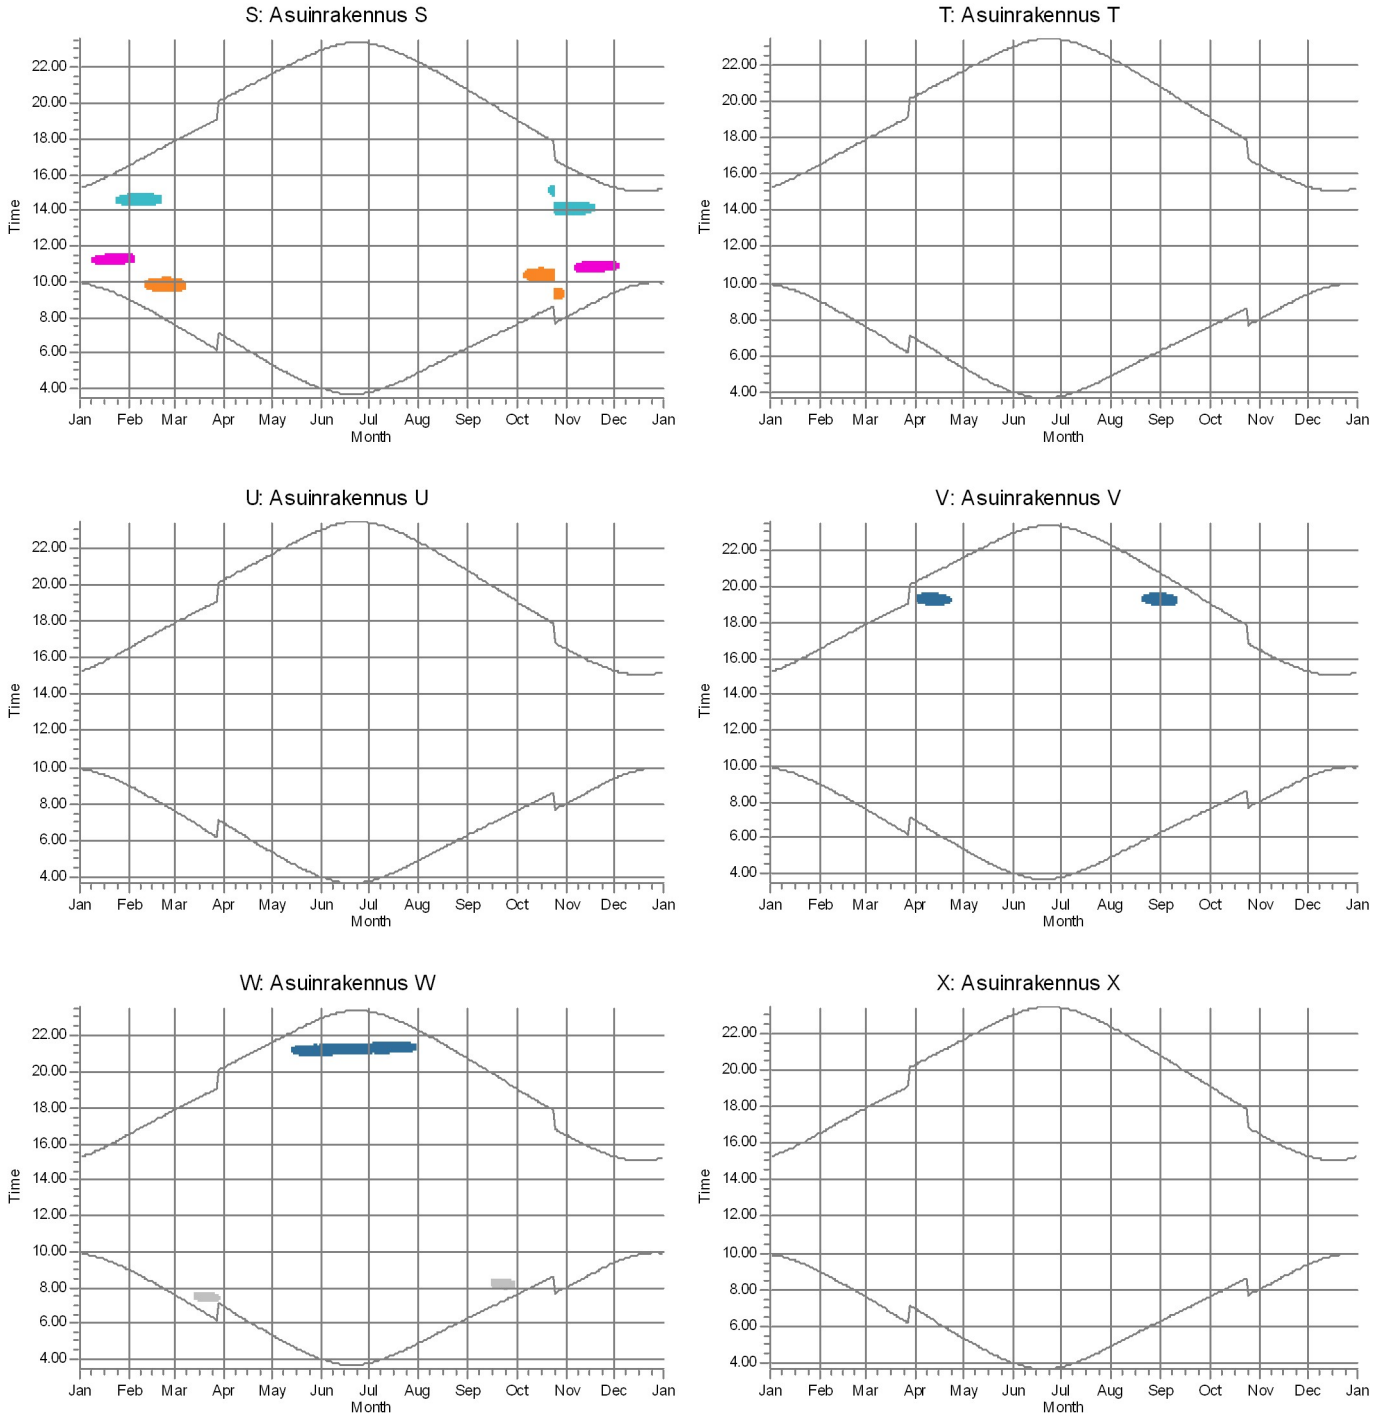 S: Asuinrakennus S
22.00
20.00
18.00
16.00
14.00
12.00
10.00
8.00
6.00
4.00
Time
Jan Feb Mar Apr May Jun Jul Aug Sep Oct Nov Dec Jan
Month
T: Asuinrakennus T
22.00
20.00
18.00
16.00
14.00
12.00
10.00
8.00
6.00
4.00
Time
Jan Feb Mar Apr May Jun Jul Aug Sep Oct Nov Dec Jan
Month
U: Asuinrakennus U
22.00
20.00
18.00
16.00
14.00
12.00
10.00
8.00
6.00
4.00
Time
Jan Feb Mar Apr May Jun Jul Aug Sep Oct Nov Dec Jan
Month
V: Asuinrakennus V
22.00
20.00
18.00
16.00
14.00
12.00
10.00
8.00
6.00
4.00
Time
Jan Feb Mar Apr May Jun Jul Aug Sep Oct Nov Dec Jan
Month
W: Asuinrakennus W
22.00
20.00
18.00
16.00
14.00
12.00
10.00
8.00
6.00
4.00
Time
Jan Feb Mar Apr May Jun Jul Aug Sep Oct Nov Dec Jan
Month
X: Asuinrakennus X
22.00
20.00
18.00
16.00
14.00
12.00
10.00
8.00
6.00
4.00
Time
Jan Feb Mar Apr May Jun Jul Aug Sep Oct Nov Dec Jan
Month